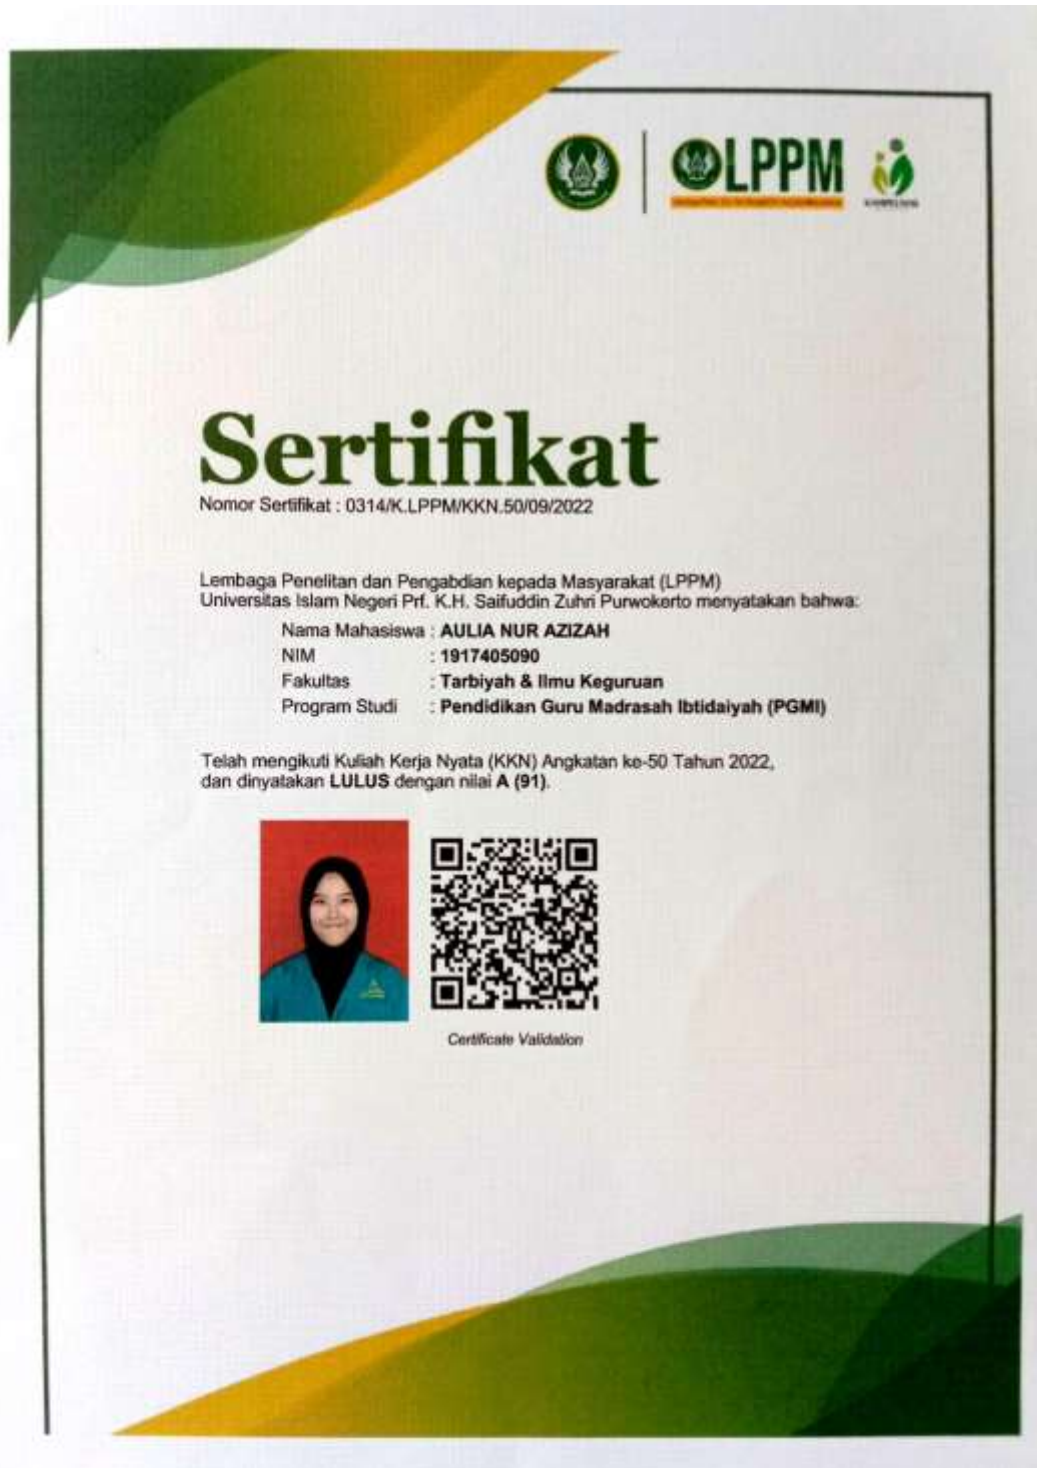 LPPM
Sertifikat
Nomor Sertifikat : 0314/K.LPPM/KKN.50/09/2022
Lembaga Penelitan dan Pengabdian kepada Masyarakat (LPPM)
Universitas Islam Negeri Prf. K.H. Saifuddin Zuhri Purwokerto menyatakan bahwa:
Nama Mahasiswa : AULIA NUR AZIZAH
NIM : 1917405090
Fakultas : Tarbiyah & Ilmu Keguruan
Program Studi : Pendidikan Guru Madrasah Ibtidaiyah (PGMI)
Telah mengikuti Kuliah Kerja Nyata (KKN) Angkatan ke-50 Tahun 2022,
dan dinyatakan LULUS dengan nilai A (91).
Certificate Validation